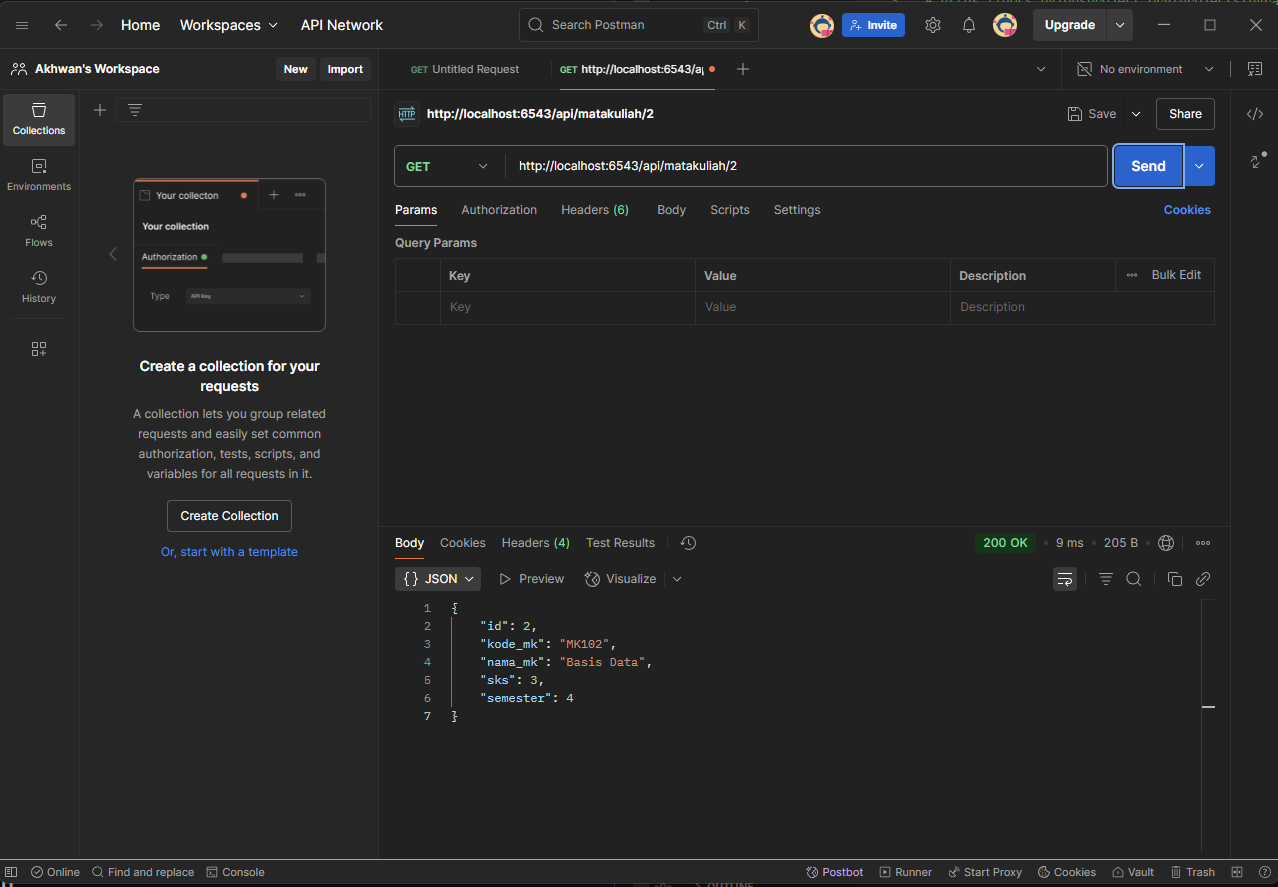 Home Workspaces API Network Search Postman Ctrl K Invite Upgrade
Akhwan's Workspace New Import GET Untitled Request GET http://localhost:6543/a No environment
Collections
Environments
Flows
History
Your collecton
Your collection
Authorization
Type API Key
Create a collection for your
requests
A collection lets you group related
requests and easily set common
authorization, tests, scripts, and
variables for all requests in it.
Create Collection
Or, start with a template
HTTP http://localhost:6543/api/matakuliah/2 Save Share
GET http://localhost:6543/api/matakuliah/2 Send
Params Authorization Headers (6) Body Scripts Settings Cookies
Query Params
Key Value Description Bulk Edit
Key Value Description
Body Cookies Headers (4) Test Results 200 OK 9 ms 205 B
{} JSON Preview Visualize
1 {
2 "id": 2,
3 "kode_mk": "MK102",
4 "nama_mk": "Basis Data",
5 "sks": 3,
6 "semester": 4
7 }
Online Find and replace Console Postbot Runner Start Proxy Cookies Vault Trash